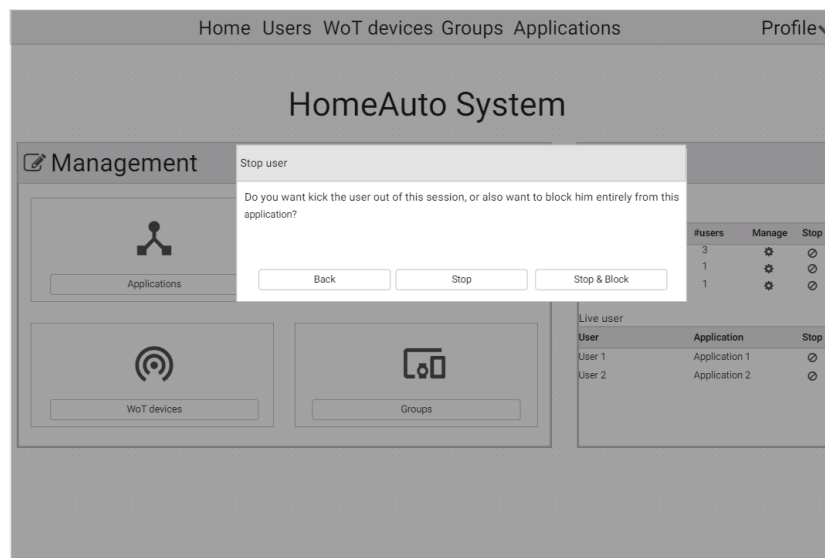 Home Users WoT devices Groups Applications Profile
HomeAuto System
Management
Stop user
Do you want kick the user out of this session, or also want to block him entirely from this
application?
Back Stop Stop & Block
#users Manage Stop
3
1
1
Applications
Live user
User Application Stop
User 1 Application 1
User 2 Application 2
WoT devices Groups